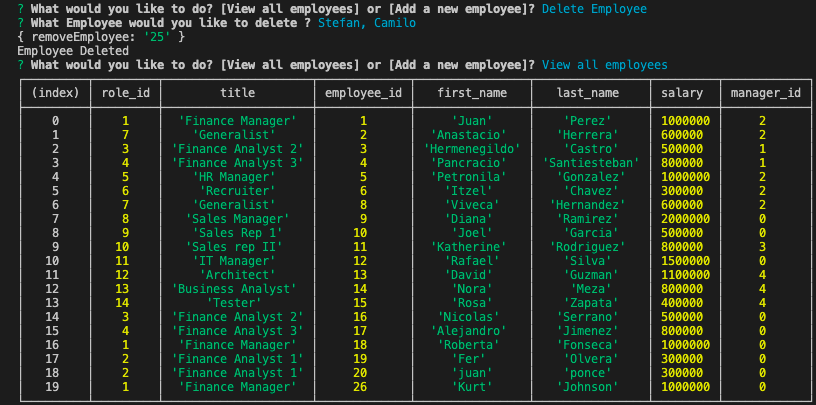 ? What would you like to do? [View all employees] or [Add a new employee]? Delete Employee
? What Employee would you like to delete ? Stefan, Camilo
{ removeEmployee: '25' }
Employee Deleted
? What would you like to do? [View all employees] or [Add a new employee]? View all employees
(index) role_id title employee_id first_name last_name salary manager_id
0 1 'Finance Manager' 1 'Juan' 'Perez' 1000000 2
1 7 'Generalist' 2 'Anastacio' 'Herrera' 600000 2
2 3 'Finance Analyst 2' 3 'Hermenegildo' 'Castro' 500000 1
3 4 'Finance Analyst 3' 4 'Pancracio' 'Santiesteban' 800000 1
4 5 'HR Manager' 5 'Petronila' 'Gonzalez' 1000000 2
5 6 'Recruiter' 6 'Itzel' 'Chavez' 300000 2
6 7 'Generalist' 8 'Viveca' 'Hernandez' 600000 2
7 8 'Sales Manager' 9 'Diana' 'Ramirez' 2000000 0
8 9 'Sales Rep 1' 10 'Joel' 'Garcia' 500000 0
9 10 'Sales rep II' 11 'Katherine' 'Rodriguez' 800000 3
10 11 'IT Manager' 12 'Rafael' 'Silva' 1500000 0
11 12 'Architect' 13 'David' 'Guzman' 1100000 4
12 13 'Business Analyst' 14 'Nora' 'Meza' 800000 4
13 14 'Tester' 15 'Rosa' 'Zapata' 400000 4
14 3 'Finance Analyst 2' 16 'Nicolas' 'Serrano' 500000 0
15 4 'Finance Analyst 3' 17 'Alejandro' 'Jimenez' 800000 0
16 1 'Finance Manager' 18 'Roberta' 'Fonseca' 1000000 0
17 2 'Finance Analyst 1' 19 'Fer' 'Olvera' 300000 0
18 2 'Finance Analyst 1' 20 'juan' 'ponce' 300000 0
19 1 'Finance Manager' 26 'Kurt' 'Johnson' 1000000 0